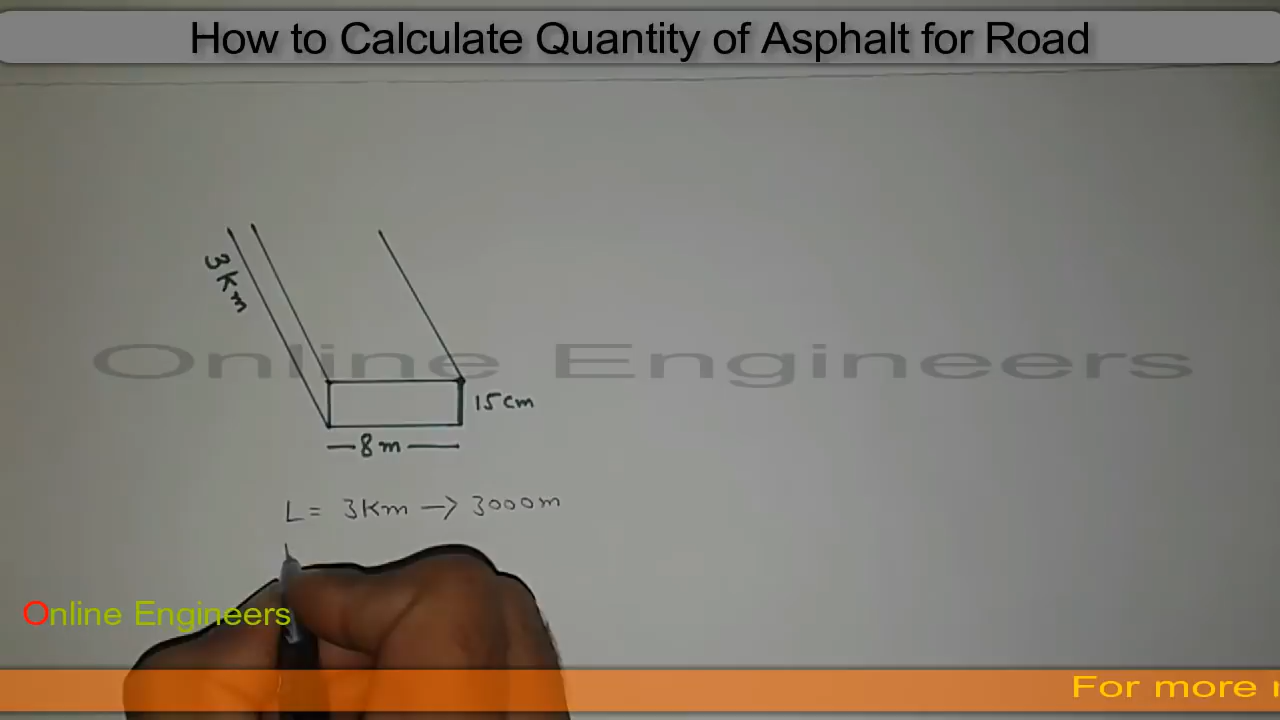 How to Calculate Quantity of Asphalt for Road
3Km
Online Engineers
15cm
8m
L = 3Km → 3000m
Online Engineers
For more